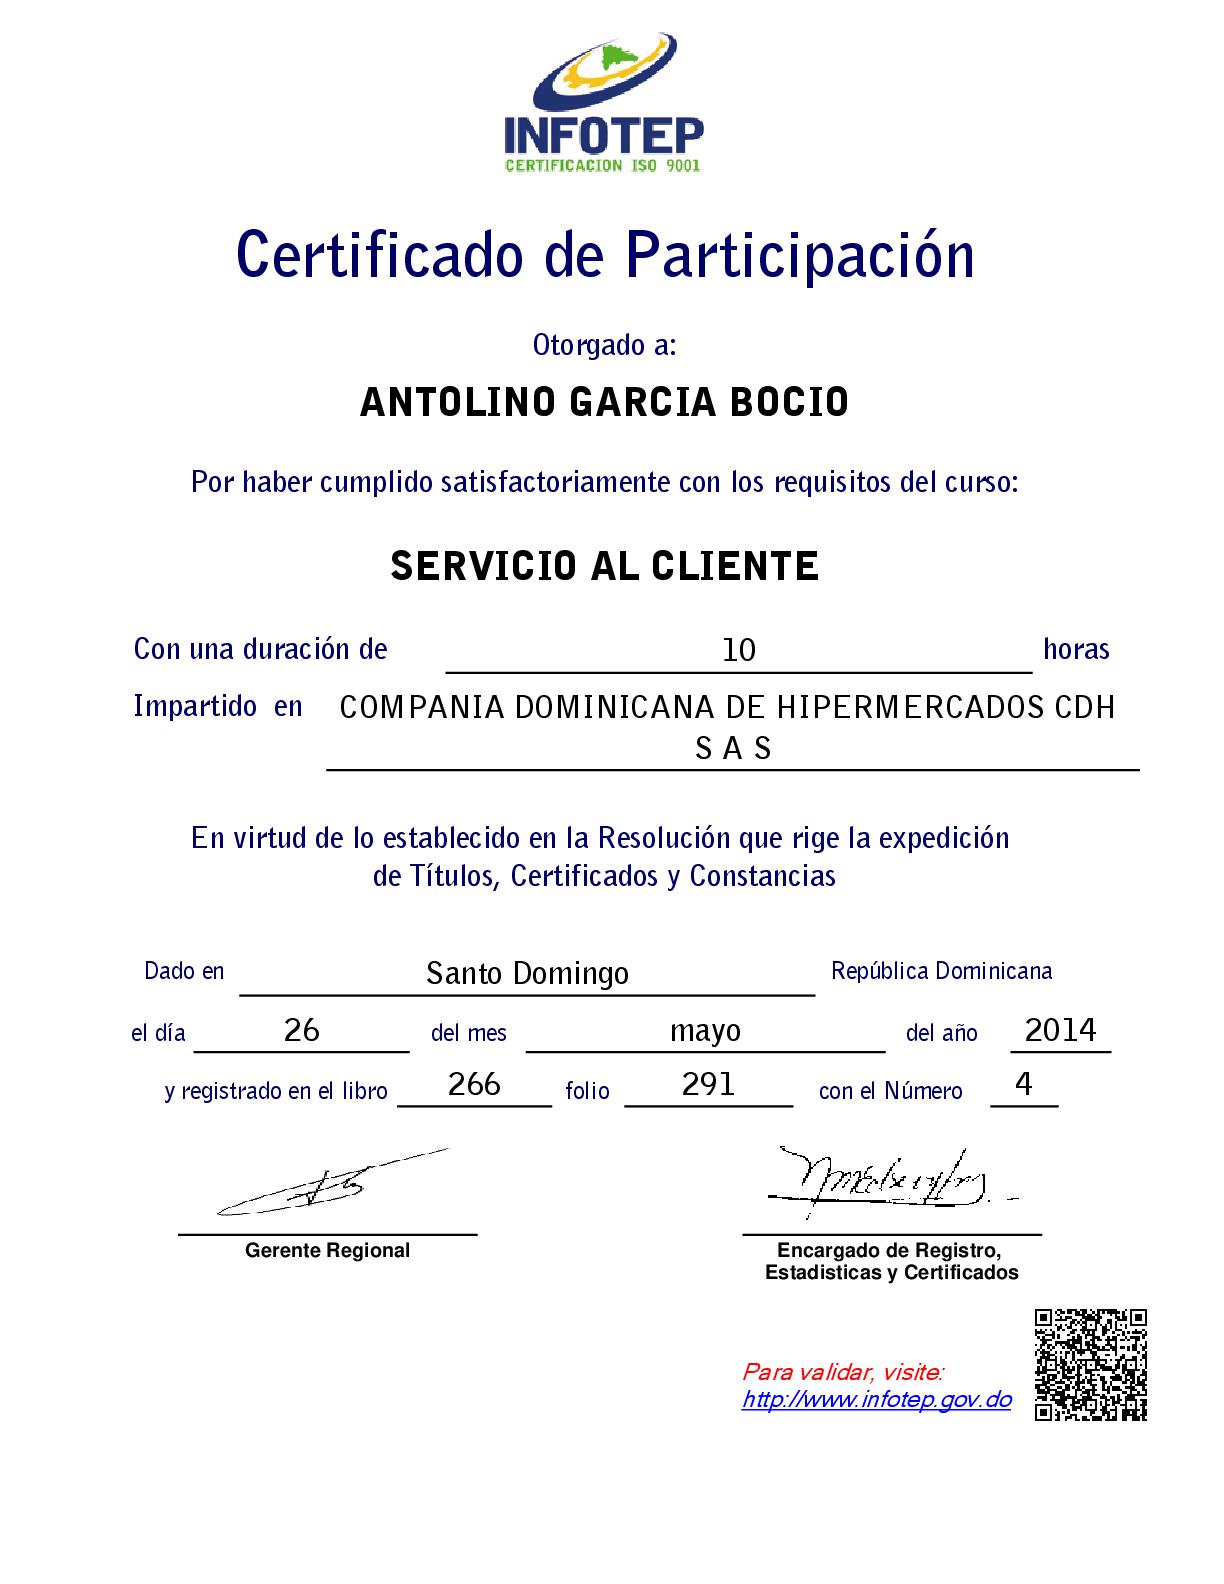 INFOTEP
CERTIFICACION ISO 9001
Certificado de Participación
Otorgado a:
ANTOLINO GARCIA BOCIO
Por haber cumplido satisfactoriamente con los requisitos del curso:
SERVICIO AL CLIENTE
Con una duración de 10 horas
Impartido en COMPANIA DOMINICANA DE HIPERMERCADOS CDH
S A S
En virtud de lo establecido en la Resolución que rige la expedición
de Títulos, Certificados y Constancias
Dado en Santo Domingo República Dominicana
el día 26 del mes mayo del año 2014
y registrado en el libro 266 folio 291 con el Número 4
Gerente Regional
Encargado de Registro,
Estadisticas y Certificados
Para validar, visite:
http://www.infotep.gov.do